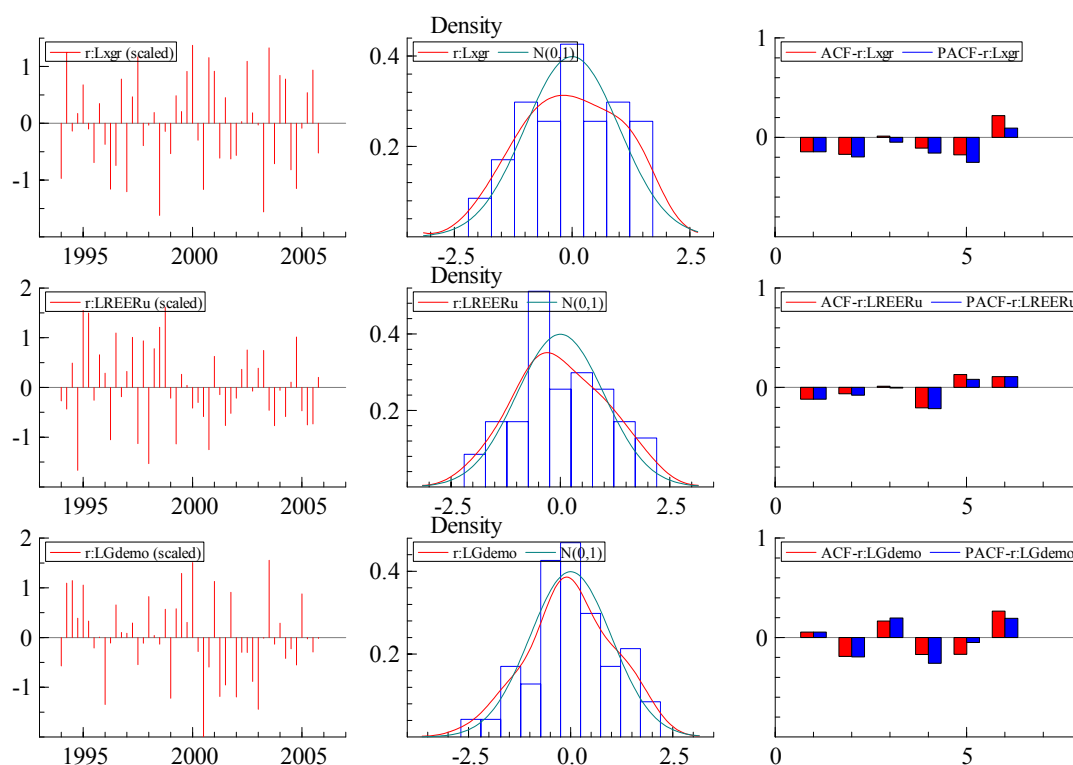 Density
r:Lxgr (scaled)
r:Lxgr N(0,1)
ACF-r:Lxgr PACF-r:Lxgr
1
0
-1
0.4
0.2
1
0
1995 2000 2005
-2.5 0.0 2.5
0 5
Density
r:LREERu (scaled)
r:LREERu N(0,1)
ACF-r:LREERu PACF-r:LREERu
2
1
0
-1
0.4
0.2
1
0
1995 2000 2005
-2.5 0.0 2.5
0 5
Density
r:LGdemo (scaled)
r:LGdemo N(0,1)
ACF-r:LGdemo PACF-r:LGdemo
2
1
0
-1
0.4
0.2
1
0
1995 2000 2005
-2.5 0.0 2.5
0 5